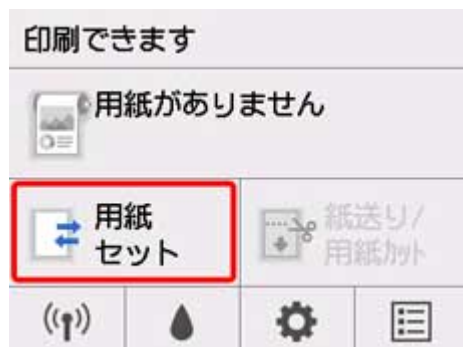 印刷できます
用紙がありません
用紙
セット
紙送り/
用紙カット